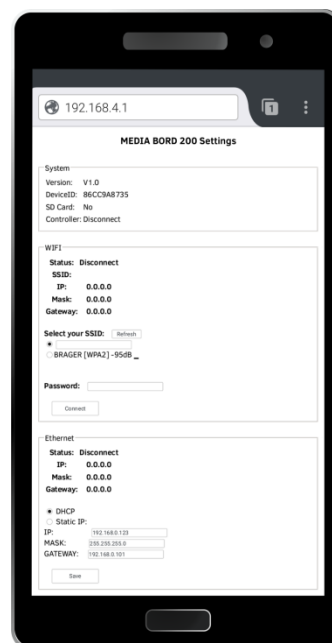 192.168.4.1
1
MEDIA BORD 200 Settings
System
Version: V1.0
DeviceID: 86CC9A8735
SD Card: No
Controller: Disconnect
WIFI
Status: Disconnect
SSID:
IP: 0.0.0.0
Mask: 0.0.0.0
Gateway: 0.0.0.0
Select your SSID: Refresh
BRAGER [WPA2] -95dB _
Password:
Connect
Ethernet
Status: Disconnect
IP: 0.0.0.0
Mask: 0.0.0.0
Gateway: 0.0.0.0
DHCP
Static IP:
IP: 192.168.0.133
MASK: 255.255.255.0
GATEWAY: 192.168.0.101
Save